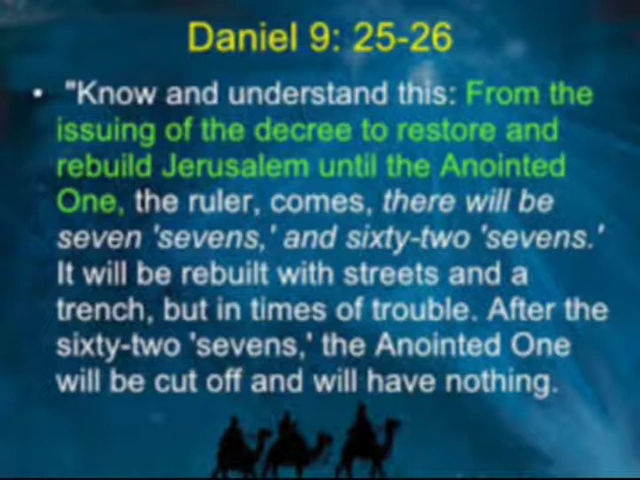 Daniel 9: 25-26
• "Know and understand this: From the
issuing of the decree to restore and
rebuild Jerusalem until the Anointed
One, the ruler, comes, there will be
seven 'sevens,' and sixty-two 'sevens.'
It will be rebuilt with streets and a
trench, but in times of trouble. After the
sixty-two 'sevens,' the Anointed One
will be cut off and will have nothing.